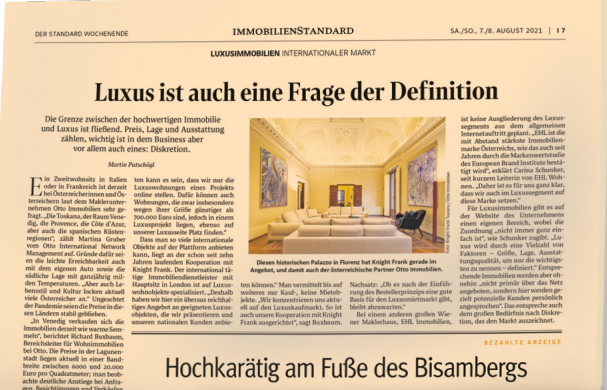 DER STANDARD WOCHENENDE
IMMOBILIENSTANDARD
SA./SO., 7./8. AUGUST 2021 | I 7
LUXUSIMMOBILIEN INTERNATIONALER MARKT
Luxus ist auch eine Frage der Definition
Die Grenze zwischen der hochwertigen Immobilie
und Luxus ist fließend. Preis, Lage und Ausstattung
zählen, wichtig ist in dem Business aber
vor allem auch eines: Diskretion.
Martin Putschögl
Ein Zweitwohnsitz in Italien
oder in Frankreich ist derzeit
bei Österreicherinnen und Ös-
terreichern laut dem Maklerunter-
nehmen Otto Immobilien sehr ge-
fragt. „Die Toskana, der Raum Vene-
dig, die Provence, die Côte d'Azur,
aber auch die spanischen Küsten-
regionen“, zählt Martina Gruber
vom Otto International Network
Management auf. Gründe dafür sei-
en die leichte Erreichbarkeit auch
mit dem eigenen Auto sowie die
südliche Lage mit ganzjährig mil-
den Temperaturen. „Aber auch Le-
bensstil und Kultur locken aktuell
viele Österreicher an.“ Ungeachtet
der Pandemie seien die Preise in die-
sen Ländern stabil geblieben.
„In Venedig verkaufen sich die
Immobilien derzeit wie warme Sem-
meln“, berichtet Richard Buxbaum,
Bereichsleiter für Wohnimmobilien
bei Otto. Die Preise in der Lagunen-
stadt liegen aktuell in einer Band-
breite zwischen 6000 und 20.000
Euro pro Quadratmeter; man beob-
achte deutliche Anstiege bei Anfra-
gen, Besichtigungen und Verkäufen
ten kann es sein, dass wir nur die
Luxuswohnungen eines Projekts
online stellen. Dafür können auch
Wohnungen, die zwar insbesondere
wegen ihrer Größe günstiger als
700.000 Euro sind, jedoch in einem
Luxusprojekt liegen, ebenso auf
unserer Luxusseite Platz finden.“
Dass man so viele internationale
Objekte auf der Plattform anbieten
kann, liegt an der schon seit zehn
Jahren laufenden Kooperation mit
Knight Frank. Der international tä-
tige Immobiliendienstleister mit
Hauptsitz in London ist auf Luxus-
wohnobjekte spezialisiert. „Deshalb
haben wir hier ein überaus reichhal-
tiges Angebot an geeigneten Luxus-
objekten, die wir präsentieren und
unseren nationalen Kunden anbie-
Diesen historischen Palazzo in Florenz hat Knight Frank gerade im
Angebot, und damit auch der österreichische Partner Otto Immobilien.
ten können.“ Man vermittelt bis auf
weiteres nur Kauf-, keine Mietob-
jekte. „Wir konzentrieren uns aktu-
ell auf den Luxuskaufmarkt. So ist
auch unsere Kooperation mit Knight
Frank ausgerichtet“, sagt Buxbaum.
Nachsatz: „Ob es nach der Einfüh-
rung des Bestellerprinzips eine gute
Basis für den Luxusmietmarkt gibt,
bleibt abzuwarten.“
Bei einem anderen großen Wie-
ner Maklerhaus, EHL Immobilien,
ist keine Ausgliederung des Luxus-
segments aus dem allgemeinen
Internetauftritt geplant. „EHL ist die
mit Abstand stärkste Immobilien-
marke Österreichs, wie das auch seit
Jahren durch die Markenwertstudie
des European Brand Institute bestä-
tigt wird“, erklärt Carina Schunker,
seit kurzem Leiterin von EHL Woh-
nen. „Daher ist es für uns ganz klar,
dass wir auch im Luxussegment auf
diese Marke setzen.“
Für Luxusimmobilien gibt es auf
der Website des Unternehmens
einen eigenen Bereich, wobei die
Zuordnung „nicht immer ganz ein-
fach ist“, wie Schunker zugibt. „Lu-
xus wird durch eine Vielzahl von
Faktoren – Größe, Lage, Ausstat-
tungsqualität, um nur die wichtigs-
ten zu nennen – definiert.“ Entspre-
chende Immobilien werden aber oh-
nehin „nicht primär über das Netz
angeboten, sondern hier werden ge-
zielt potenzielle Kunden persönlich
angesprochen“. Das entspreche auch
dem großen Bedürfnis nach Diskre-
tion, das den Markt auszeichnet.
BEZAHLTE ANZEIGE
Hochkarätig am Fuße des Bisambergs